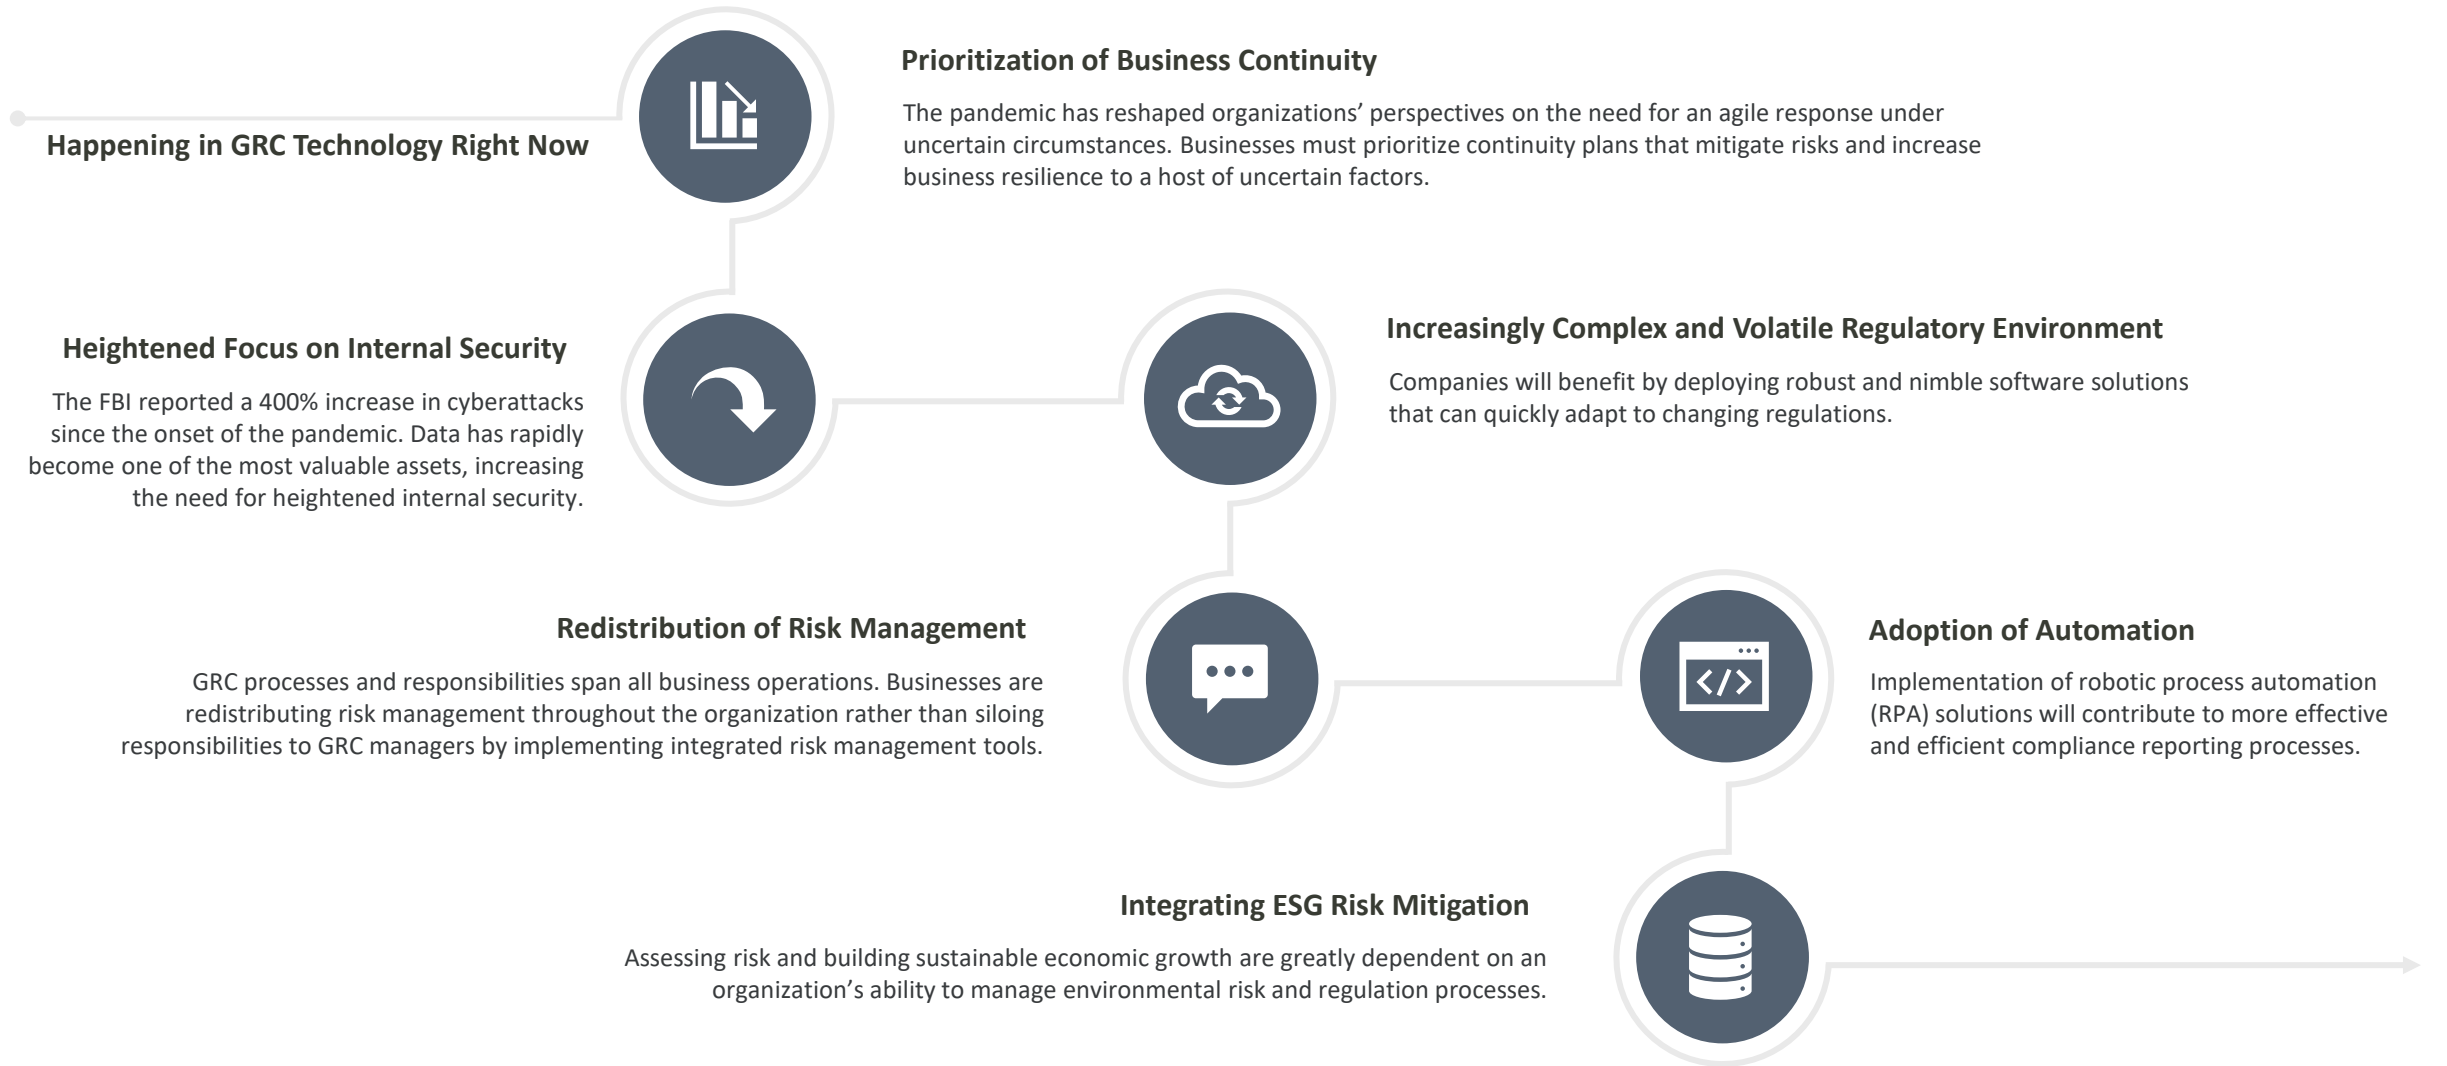 Happening in GRC Technology Right Now
Prioritization of Business Continuity
The pandemic has reshaped organizations’ perspectives on the need for an agile response under
uncertain circumstances. Businesses must prioritize continuity plans that mitigate risks and increase
business resilience to a host of uncertain factors.
Heightened Focus on Internal Security
The FBI reported a 400% increase in cyberattacks
since the onset of the pandemic. Data has rapidly
become one of the most valuable assets, increasing
the need for heightened internal security.
Increasingly Complex and Volatile Regulatory Environment
Companies will benefit by deploying robust and nimble software solutions
that can quickly adapt to changing regulations.
Redistribution of Risk Management
GRC processes and responsibilities span all business operations. Businesses are
redistributing risk management throughout the organization rather than siloing
responsibilities to GRC managers by implementing integrated risk management tools.
Adoption of Automation
Implementation of robotic process automation
(RPA) solutions will contribute to more effective
and efficient compliance reporting processes.
Integrating ESG Risk Mitigation
Assessing risk and building sustainable economic growth are greatly dependent on an
organization’s ability to manage environmental risk and regulation processes.